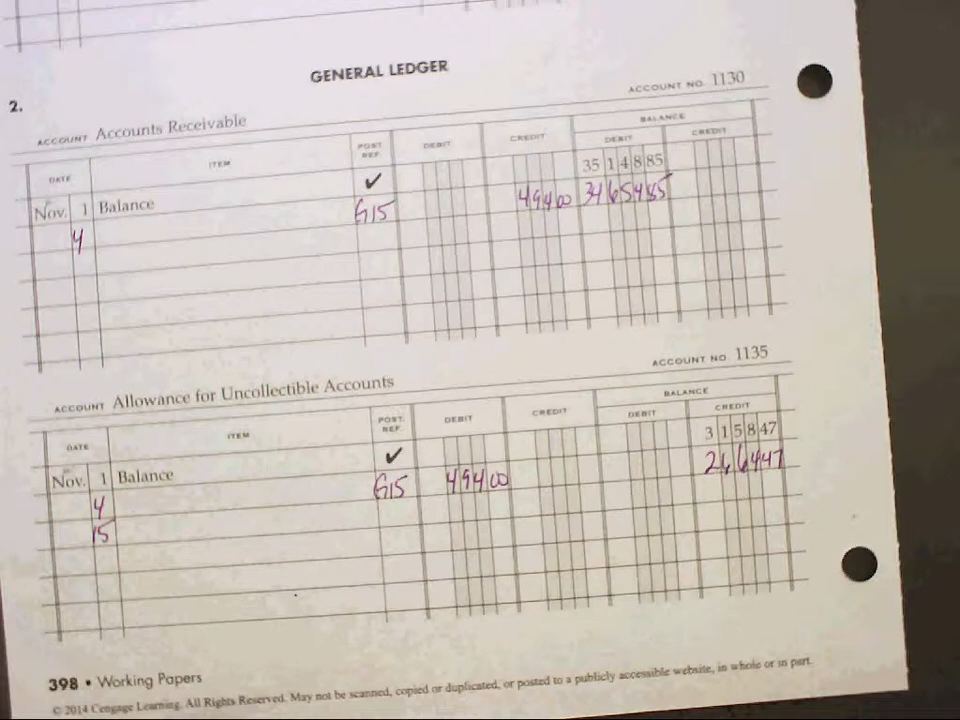 GENERAL LEDGER
2.
ACCOUNT Accounts Receivable ACCOUNT NO. 1130
DATE ITEM POST. REF. DEBIT CREDIT BALANCE
DEBIT CREDIT
Nov. 1 Balance ✓ 35 1 4 8 85
4 G15 494 00 34 654 85
ACCOUNT Allowance for Uncollectible Accounts ACCOUNT NO. 1135
DATE ITEM POST. REF. DEBIT CREDIT BALANCE
DEBIT CREDIT
Nov. 1 Balance ✓ 3 1 5 8 47
4 G15 494 00 2 6 6 4 47
15
398 • Working Papers
© 2014 Cengage Learning. All Rights Reserved. May not be scanned, copied or duplicated, or posted to a publicly accessible website, in whole or in part.